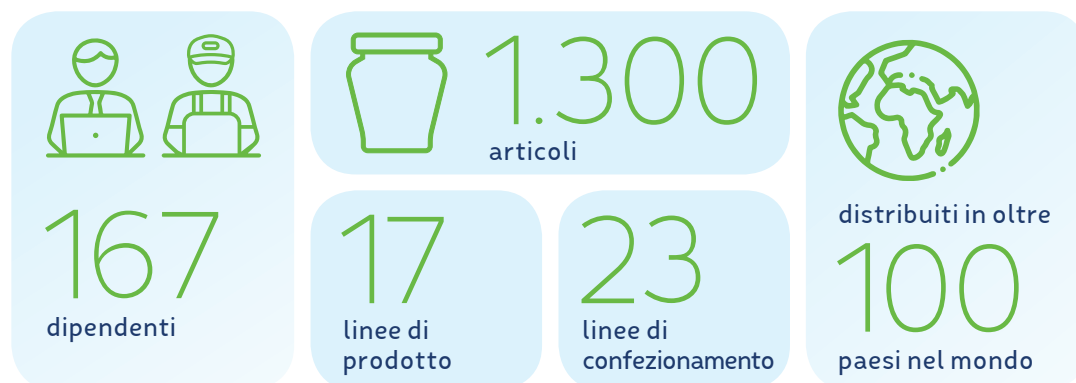 167
dipendenti
1.300
articoli
17
linee di
prodotto
23
linee di
confezionamento
distribuiti in oltre
100
paesi nel mondo